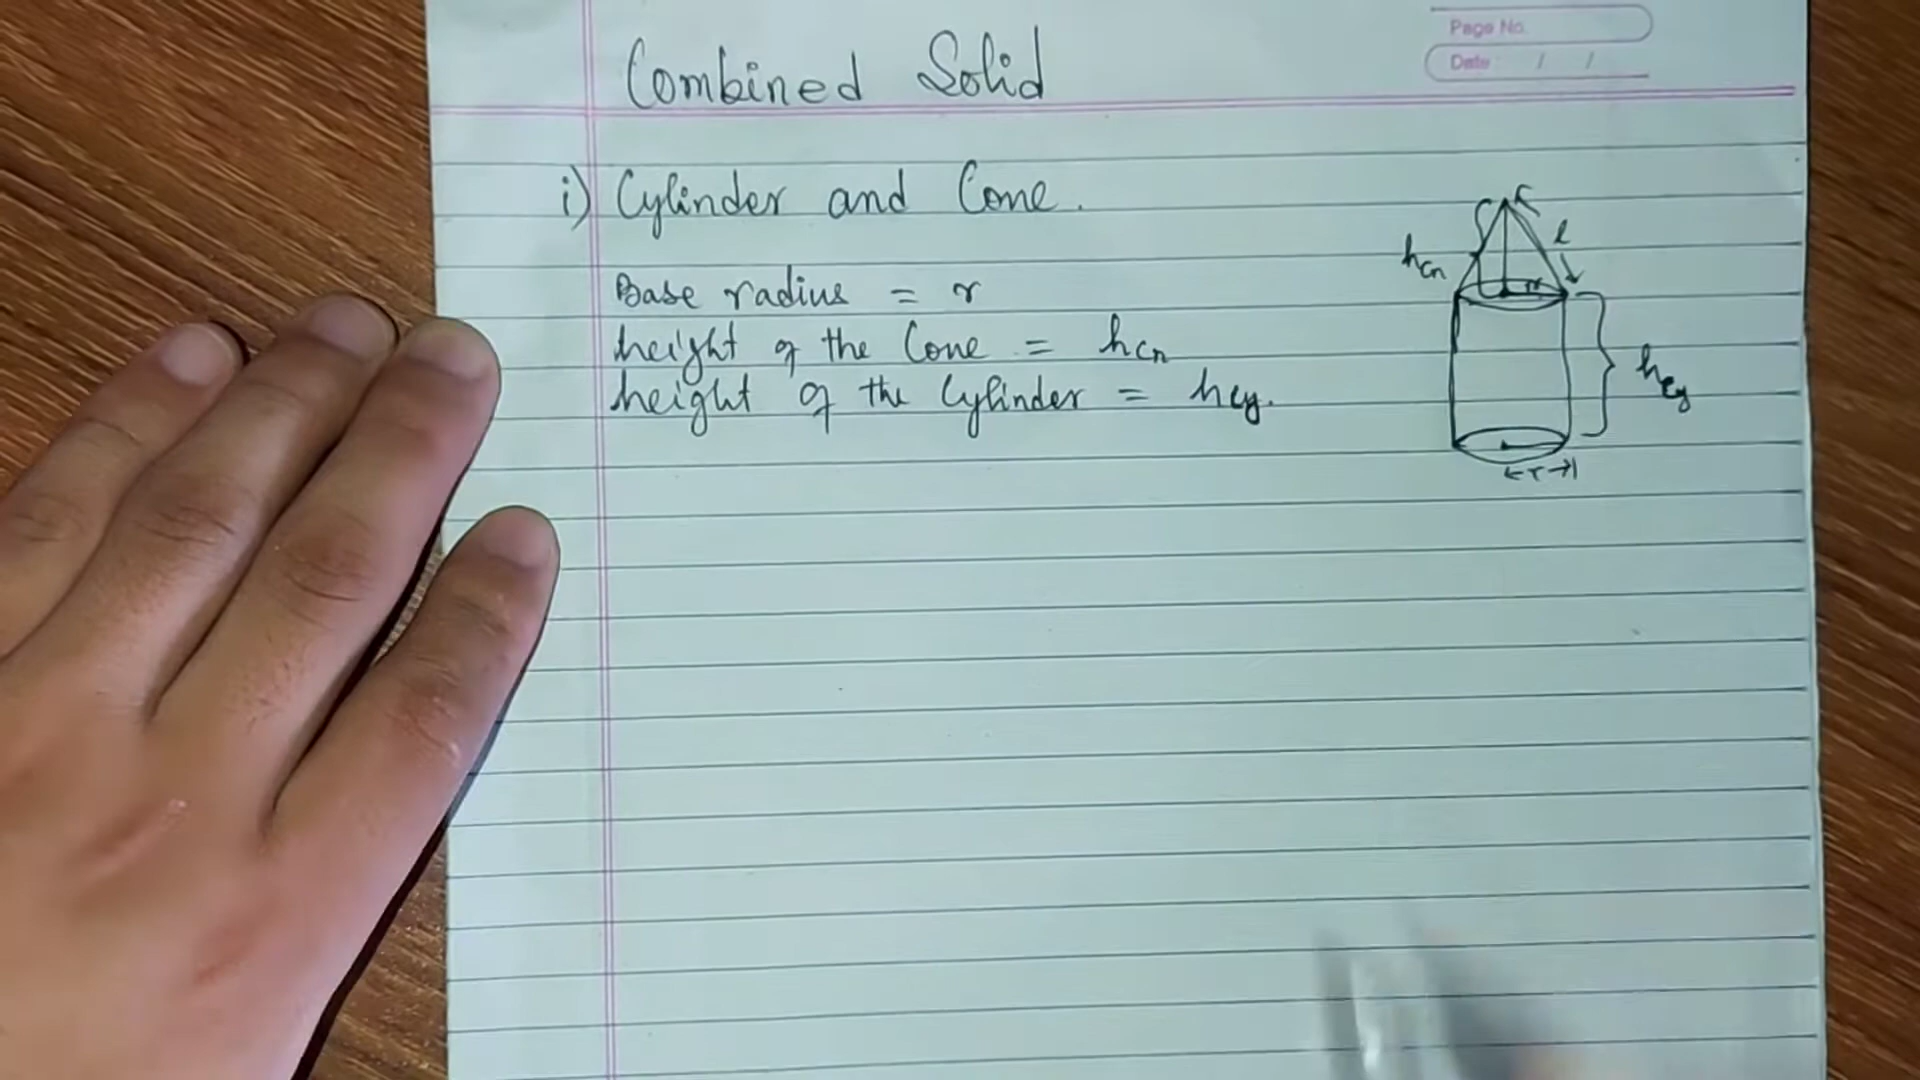 Page No.
Date: / /
Combined Solid
i) Cylinder and Cone.
Base radius = r
height of the Cone = hcn
height of the Cylinder = hcy.
hcn
l
r
hcy
r